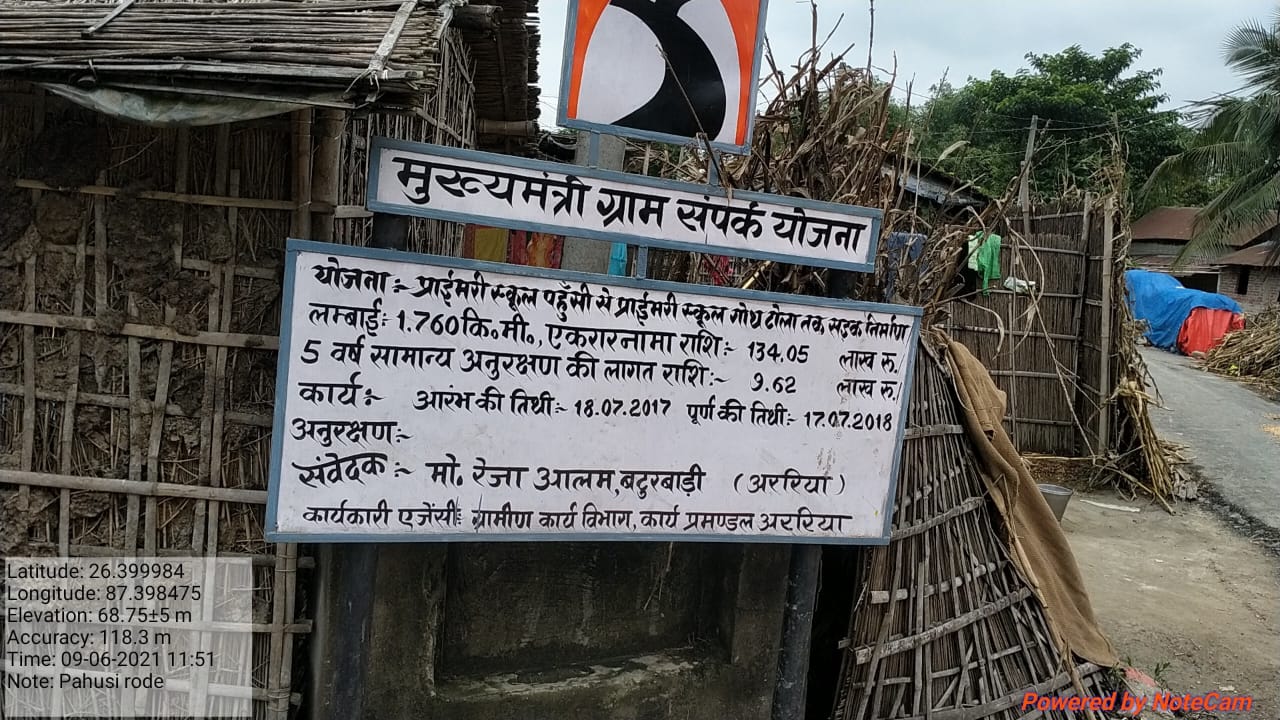 मुख्यमंत्री ग्राम संपर्क योजना
योजना :- प्राईमरी स्कूल पहुँसी से प्राईमरी स्कूल गोध टोला तक सड़क निर्माण
लम्बाई:- 1.760कि०मी०, एकरारनामा राशि:- 134.05 लाख रु./
5 वर्ष सामान्य अनुरक्षण की लागत राशि:- 9.62 लाख रु./
कार्य:- आरंभ की तिथी:- 18.07.2017 पूर्ण की तिथी:- 17.07.2018
अनुरक्षण:-
संवेदक:- मो० रेजा आलम, बटुरबाड़ी (अररिया)
कार्यकारी एजेंसी: ग्रामीण कार्य विभाग, कार्य प्रमण्डल अररिया
Latitude: 26.399984
Longitude: 87.398475
Elevation: 68.75±5 m
Accuracy: 118.3 m
Time: 09-06-2021 11:51
Note: Pahusi rode
Powered by NoteCam